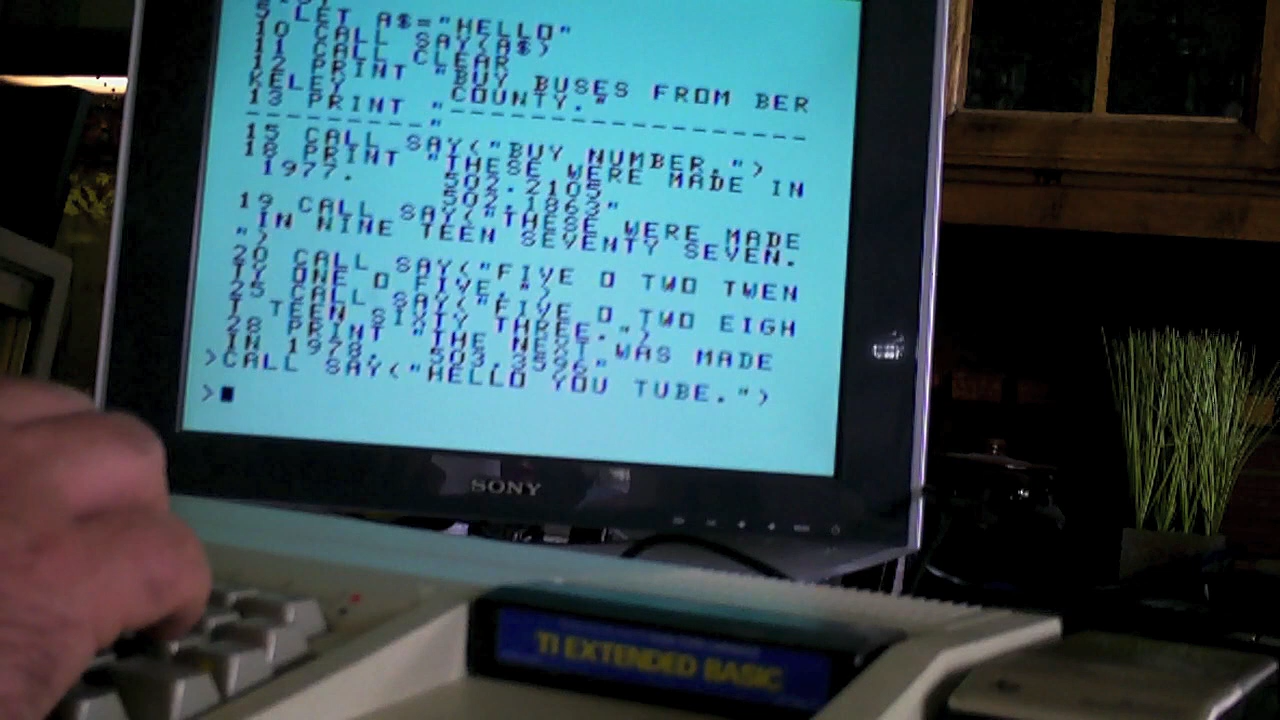 5 LET A$="HELLO"
10 CALL SAY(A$)
11 CALL CLEAR
12 PRINT "BUY BUSES FROM BER
KELEY COUNTY."
13 PRINT "--------------------
---------"
15 CALL SAY("BUY NUMBER.")
18 PRINT "THESE WERE MADE IN
1977. 502.2105
502.1863"
19 CALL SAY("THESE WERE MADE
IN NINE TEEN SEVENTY SEVEN.
")
20 CALL SAY("FIVE O TWO TWEN
TY ONE O FIVE.")
25 CALL SAY("FIVE O TWO EIGH
T TEEN SIXTY THREE.")
28 PRINT "THE NEXT WAS MADE
IN 1978. 503.3596"
>CALL SAY("HELLO YOU TUBE.")
>
SONY
TI EXTENDED BASIC